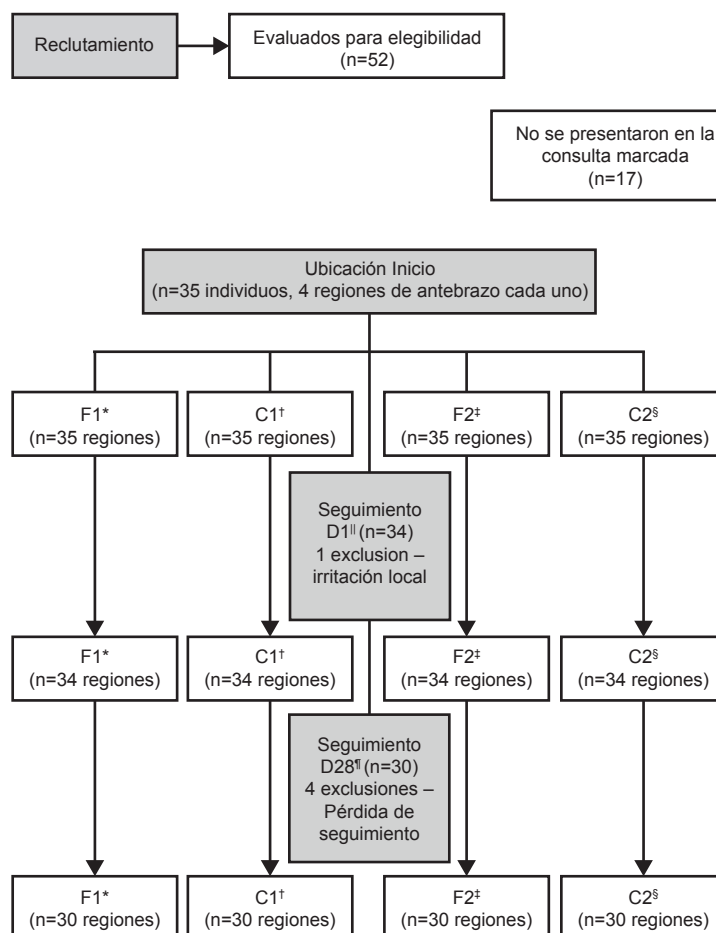 Reclutamiento
Evaluados para elegibilidad
(n=52)
No se presentaron en la
consulta marcada
(n=17)
Ubicación Inicio
(n=35 individuos, 4 regiones de antebrazo cada uno)
F1*
(n=35 regiones)
C1†
(n=35 regiones)
F2‡
(n=35 regiones)
C2§
(n=35 regiones)
Seguimiento
D1|| (n=34)
1 exclusion –
irritación local
F1*
(n=34 regiones)
C1†
(n=34 regiones)
F2‡
(n=34 regiones)
C2§
(n=34 regiones)
Seguimiento
D28¶ (n=30)
4 exclusiones –
Pérdida de
seguimiento
F1*
(n=30 regiones)
C1†
(n=30 regiones)
F2‡
(n=30 regiones)
C2§
(n=30 regiones)